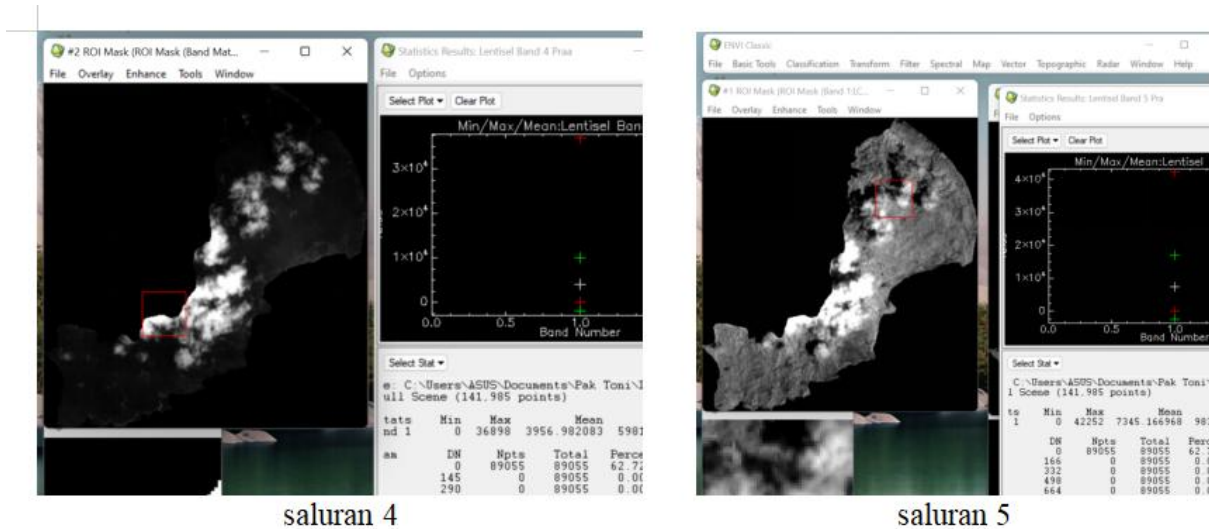 #2 ROI Mask (ROI Mask (Band Mat...
File Overlay Enhance Tools Window
Statistics Results: Lentisel Band 4 Praa
File Options
Select Plot Clear Plot
Min/Max/Mean:Lentisel Ban
3×10⁴
2×10⁴
1×10⁴
0
0.0 0.5 1.0
Band Number
Select Stat
e: C:\Users\ASUS\Documents\Pak Toni\
ull Scene (141.985 points)
tats Min Max Mean
nd 1 0 36898 3956.982083 5981
am DN Npts Total Perce
0 89055 89055 62.72
145 0 89055 0.00
290 0 89055 0.00
saluran 4
ENVI Classic
File Basic Tools Classification Transform Filter Spectral Map Vector Topographic Radar Window Help
#1 ROI Mask (ROI Mask (Band 1:LC...
File Overlay Enhance Tools Window
Statistics Results: Lentisel Band 5 Pra
File Options
Select Plot Clear Plot
Min/Max/Mean:Lentisel
4×10⁴
3×10⁴
2×10⁴
1×10⁴
0
0.0 0.5 1.0
Band Number
Select Stat
C:\Users\ASUS\Documents\Pak Toni\
l Scene (141.985 points)
ts Min Max Mean
1 0 42252 7345.166968 98
DN Npts Total Perc
0 89055 89055 62.7
166 0 89055 0.0
332 0 89055 0.0
498 0 89055 0.0
664 0 89055 0.0
saluran 5